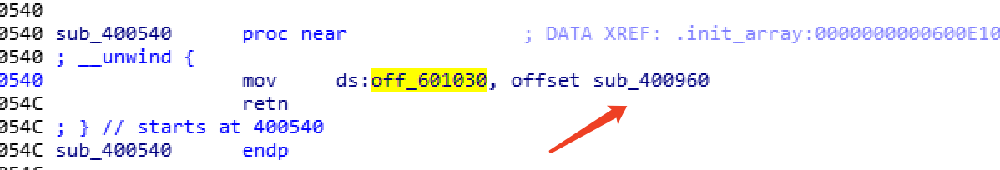 0540
0540 sub_400540 proc near ; DATA XREF: .init_array:0000000000600E10
0540 ; __unwind {
0540 mov ds:off_601030, offset sub_400960
054C retn
054C ; } // starts at 400540
054C sub_400540 endp